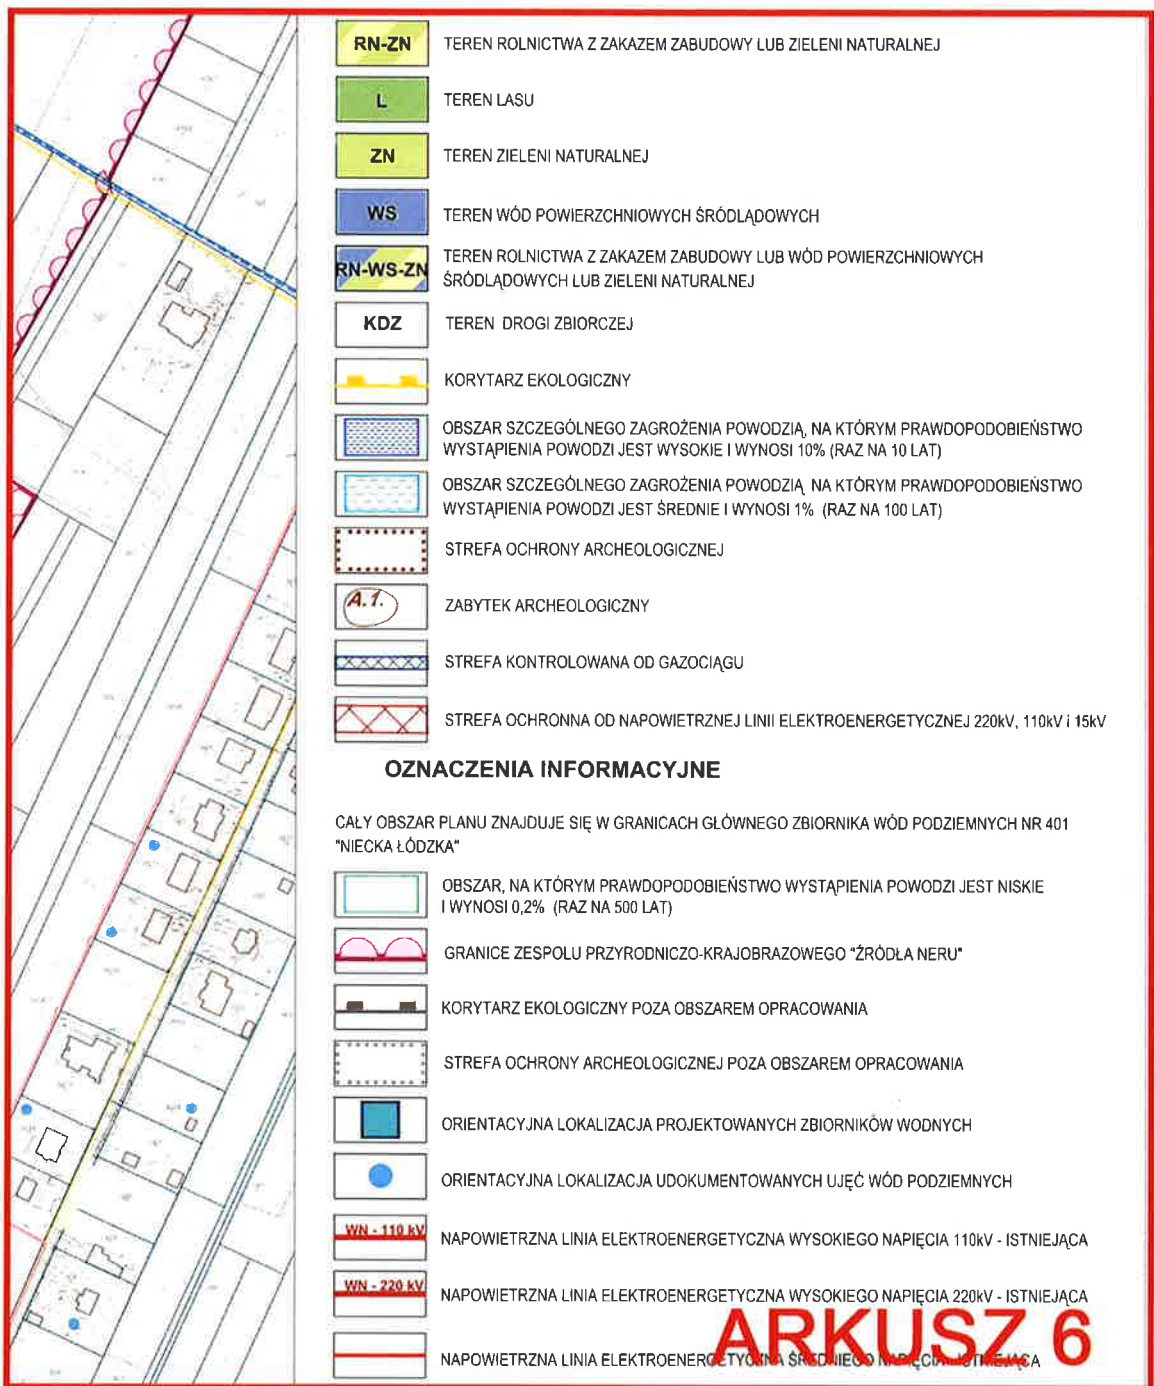 RN-ZN TEREN ROLNICTWA Z ZAKAZEM ZABUDOWY LUB ZIELENI NATURALNEJ
L TEREN LASU
ZN TEREN ZIELENI NATURALNEJ
WS TEREN WÓD POWIERZCHNIOWYCH ŚRÓDLĄDOWYCH
RN-WS-ZN TEREN ROLNICTWA Z ZAKAZEM ZABUDOWY LUB WÓD POWIERZCHNIOWYCH
ŚRÓDLĄDOWYCH LUB ZIELENI NATURALNEJ
KDZ TEREN DROGI ZBIORCZEJ
KORYTARZ EKOLOGICZNY
OBSZAR SZCZEGÓLNEGO ZAGROŻENIA POWODZIĄ, NA KTÓRYM PRAWDOPODOBIEŃSTWO
WYSTĄPIENIA POWODZI JEST WYSOKIE I WYNOSI 10% (RAZ NA 10 LAT)
OBSZAR SZCZEGÓLNEGO ZAGROŻENIA POWODZIĄ, NA KTÓRYM PRAWDOPODOBIEŃSTWO
WYSTĄPIENIA POWODZI JEST ŚREDNIE I WYNOSI 1% (RAZ NA 100 LAT)
STREFA OCHRONY ARCHEOLOGICZNEJ
A.1. ZABYTEK ARCHEOLOGICZNY
STREFA KONTROLOWANA OD GAZOCIĄGU
STREFA OCHRONNA OD NAPOWIETRZNEJ LINII ELEKTROENERGETYCZNEJ 220kV, 110kV i 15kV
OZNACZENIA INFORMACYJNE
CAŁY OBSZAR PLANU ZNAJDUJE SIĘ W GRANICACH GŁÓWNEGO ZBIORNIKA WÓD PODZIEMNYCH NR 401
"NIECKA ŁÓDZKA"
OBSZAR, NA KTÓRYM PRAWDOPODOBIEŃSTWO WYSTĄPIENIA POWODZI JEST NISKIE
I WYNOSI 0,2% (RAZ NA 500 LAT)
GRANICE ZESPOŁU PRZYRODNICZO-KRAJOBRAZOWEGO "ŹRÓDŁA NERU"
KORYTARZ EKOLOGICZNY POZA OBSZAREM OPRACOWANIA
STREFA OCHRONY ARCHEOLOGICZNEJ POZA OBSZAREM OPRACOWANIA
ORIENTACYJNA LOKALIZACJA PROJEKTOWANYCH ZBIORNIKÓW WODNYCH
ORIENTACYJNA LOKALIZACJA UDOKUMENTOWANYCH UJĘĆ WÓD PODZIEMNYCH
WN - 110 kV NAPOWIETRZNA LINIA ELEKTROENERGETYCZNA WYSOKIEGO NAPIĘCIA 110kV - ISTNIEJĄCA
WN - 220 kV NAPOWIETRZNA LINIA ELEKTROENERGETYCZNA WYSOKIEGO NAPIĘCIA 220kV - ISTNIEJĄCA
NAPOWIETRZNA LINIA ELEKTROENERGETYCZNA ŚREDNIEGO NAPIĘCIA - ISTNIEJĄCA
ARKUSZ 6